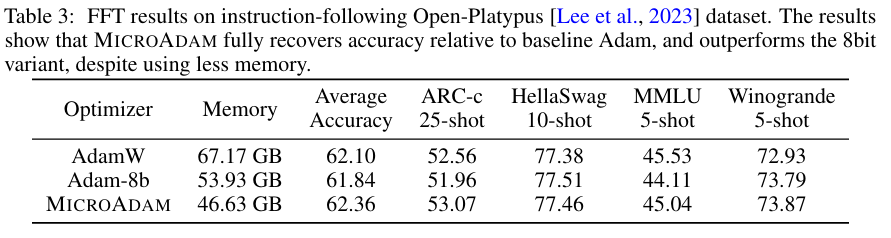 Table 3: FFT results on instruction-following Open-Platypus [Lee et al., 2023] dataset. The results
show that MICROADAM fully recovers accuracy relative to baseline Adam, and outperforms the 8bit
variant, despite using less memory.
Optimizer Memory Average Accuracy ARC-c 25-shot HellaSwag 10-shot MMLU 5-shot Winogrande 5-shot
AdamW 67.17 GB 62.10 52.56 77.38 45.53 72.93
Adam-8b 53.93 GB 61.84 51.96 77.51 44.11 73.79
MICROADAM 46.63 GB 62.36 53.07 77.46 45.04 73.87